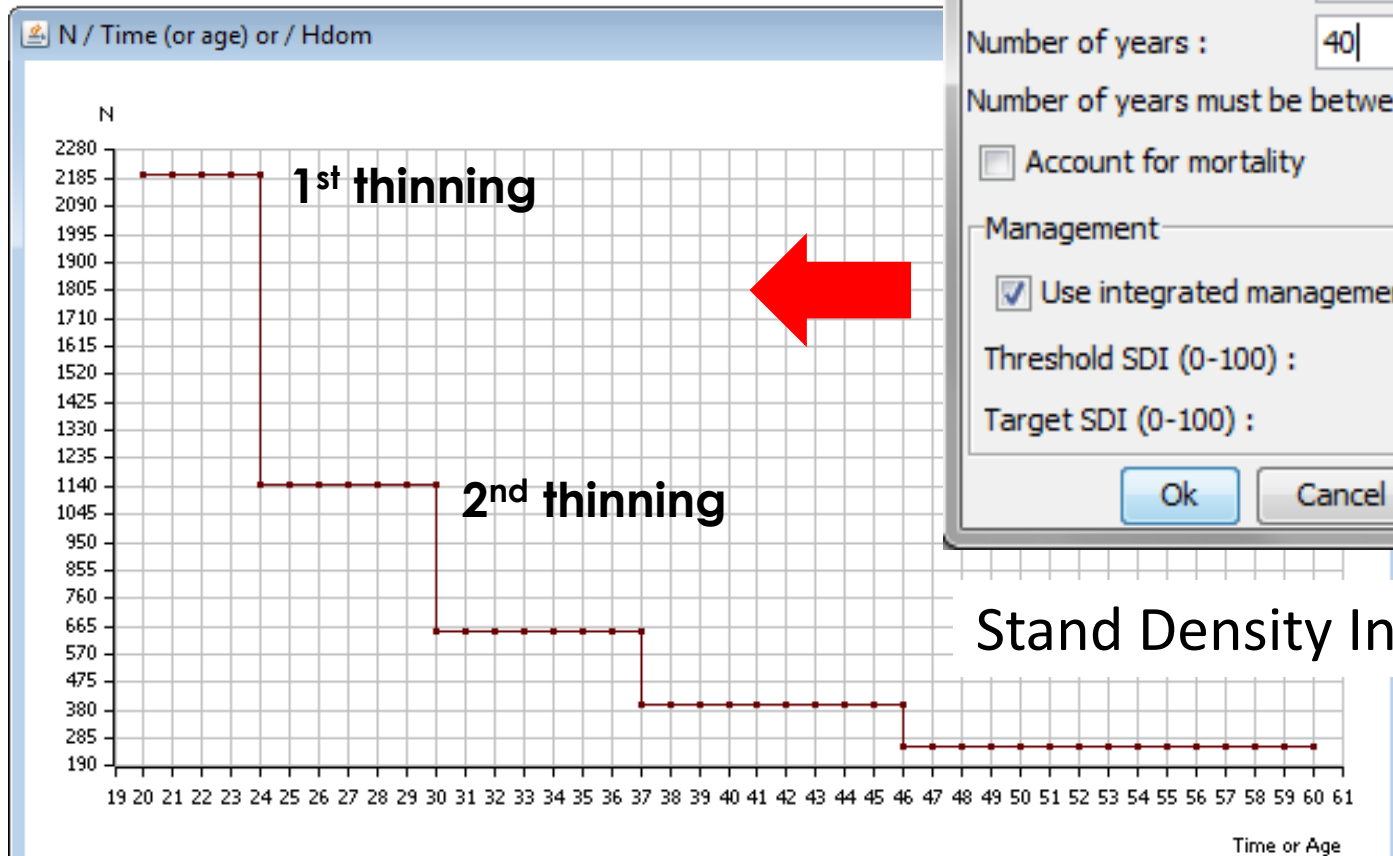 N / Time (or age) or / Hdom
N
2280
2185
2090
1995
1900
1805
1710
1615
1520
1425
1330
1235
1140
1045
950
855
760
665
570
475
380
285
190
1st thinning
2nd thinning
19 20 21 22 23 24 25 26 27 28 29 30 31 32 33 34 35 36 37 38 39 40 41 42 43 44 45 46 47 48 49 50 51 52 53 54 55 56 57 58 59 60 61
Time or Age
Number of years : 40
Number of years must be betwe
Account for mortality
Management
Use integrated manageme
Threshold SDI (0-100) :
Target SDI (0-100) :
Ok Cancel
Stand Density In